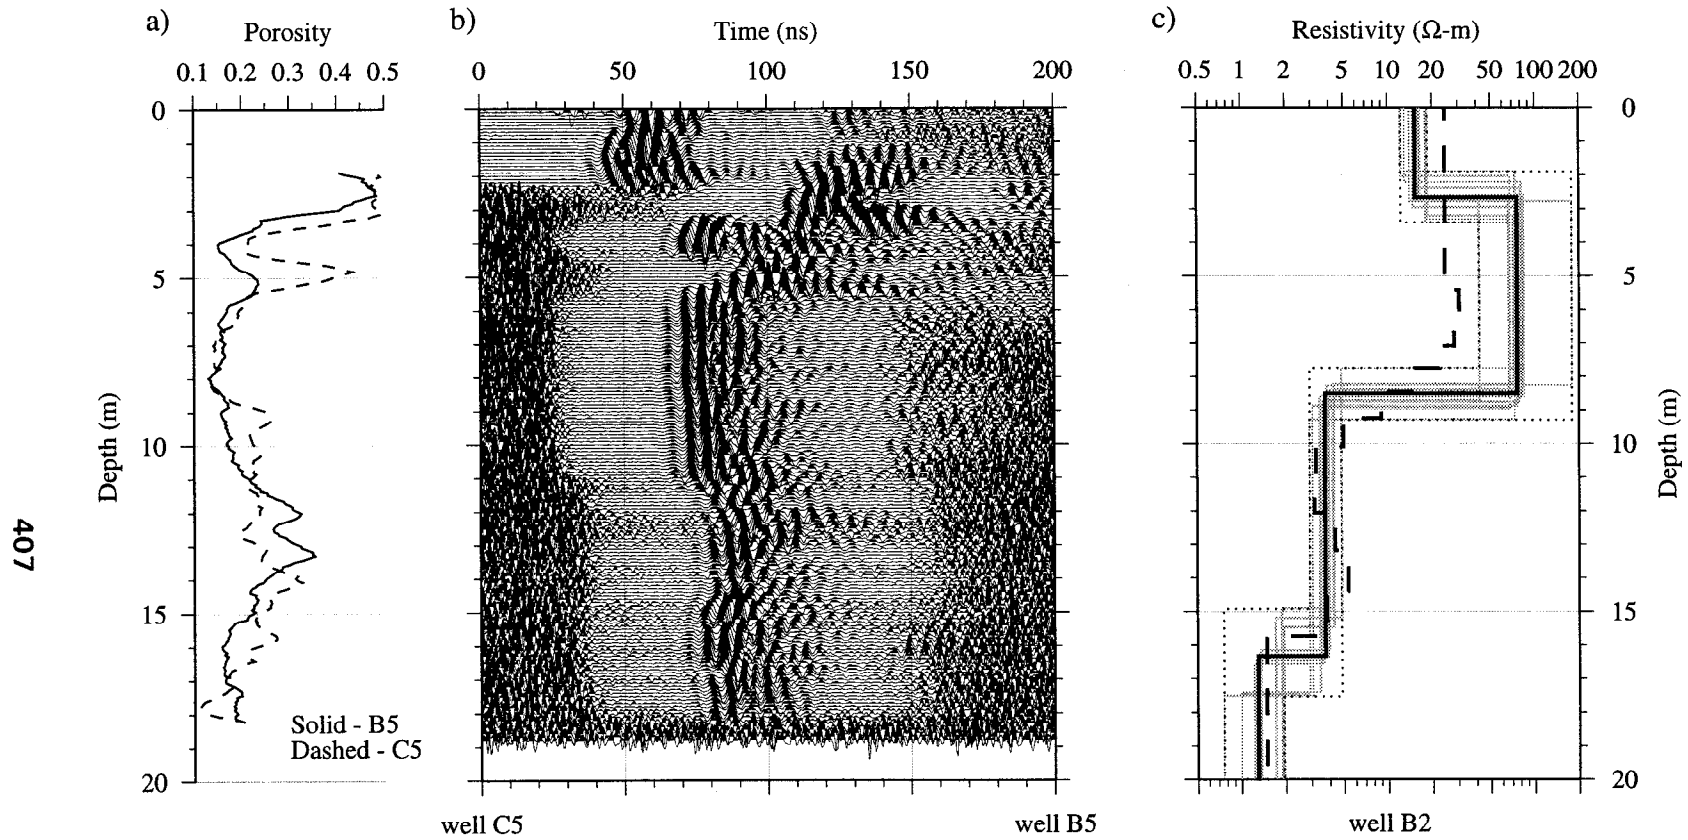 a)
Porosity
0.1 0.2 0.3 0.4 0.5
0
5
10
15
20
Depth (m)
Solid - B5
Dashed - C5
407
b)
Time (ns)
0 50 100 150 200
well C5
well B5
c)
Resistivity (Ω-m)
0.5 1 2 5 10 20 50 100 200
0
5
10
15
20
Depth (m)
well B2